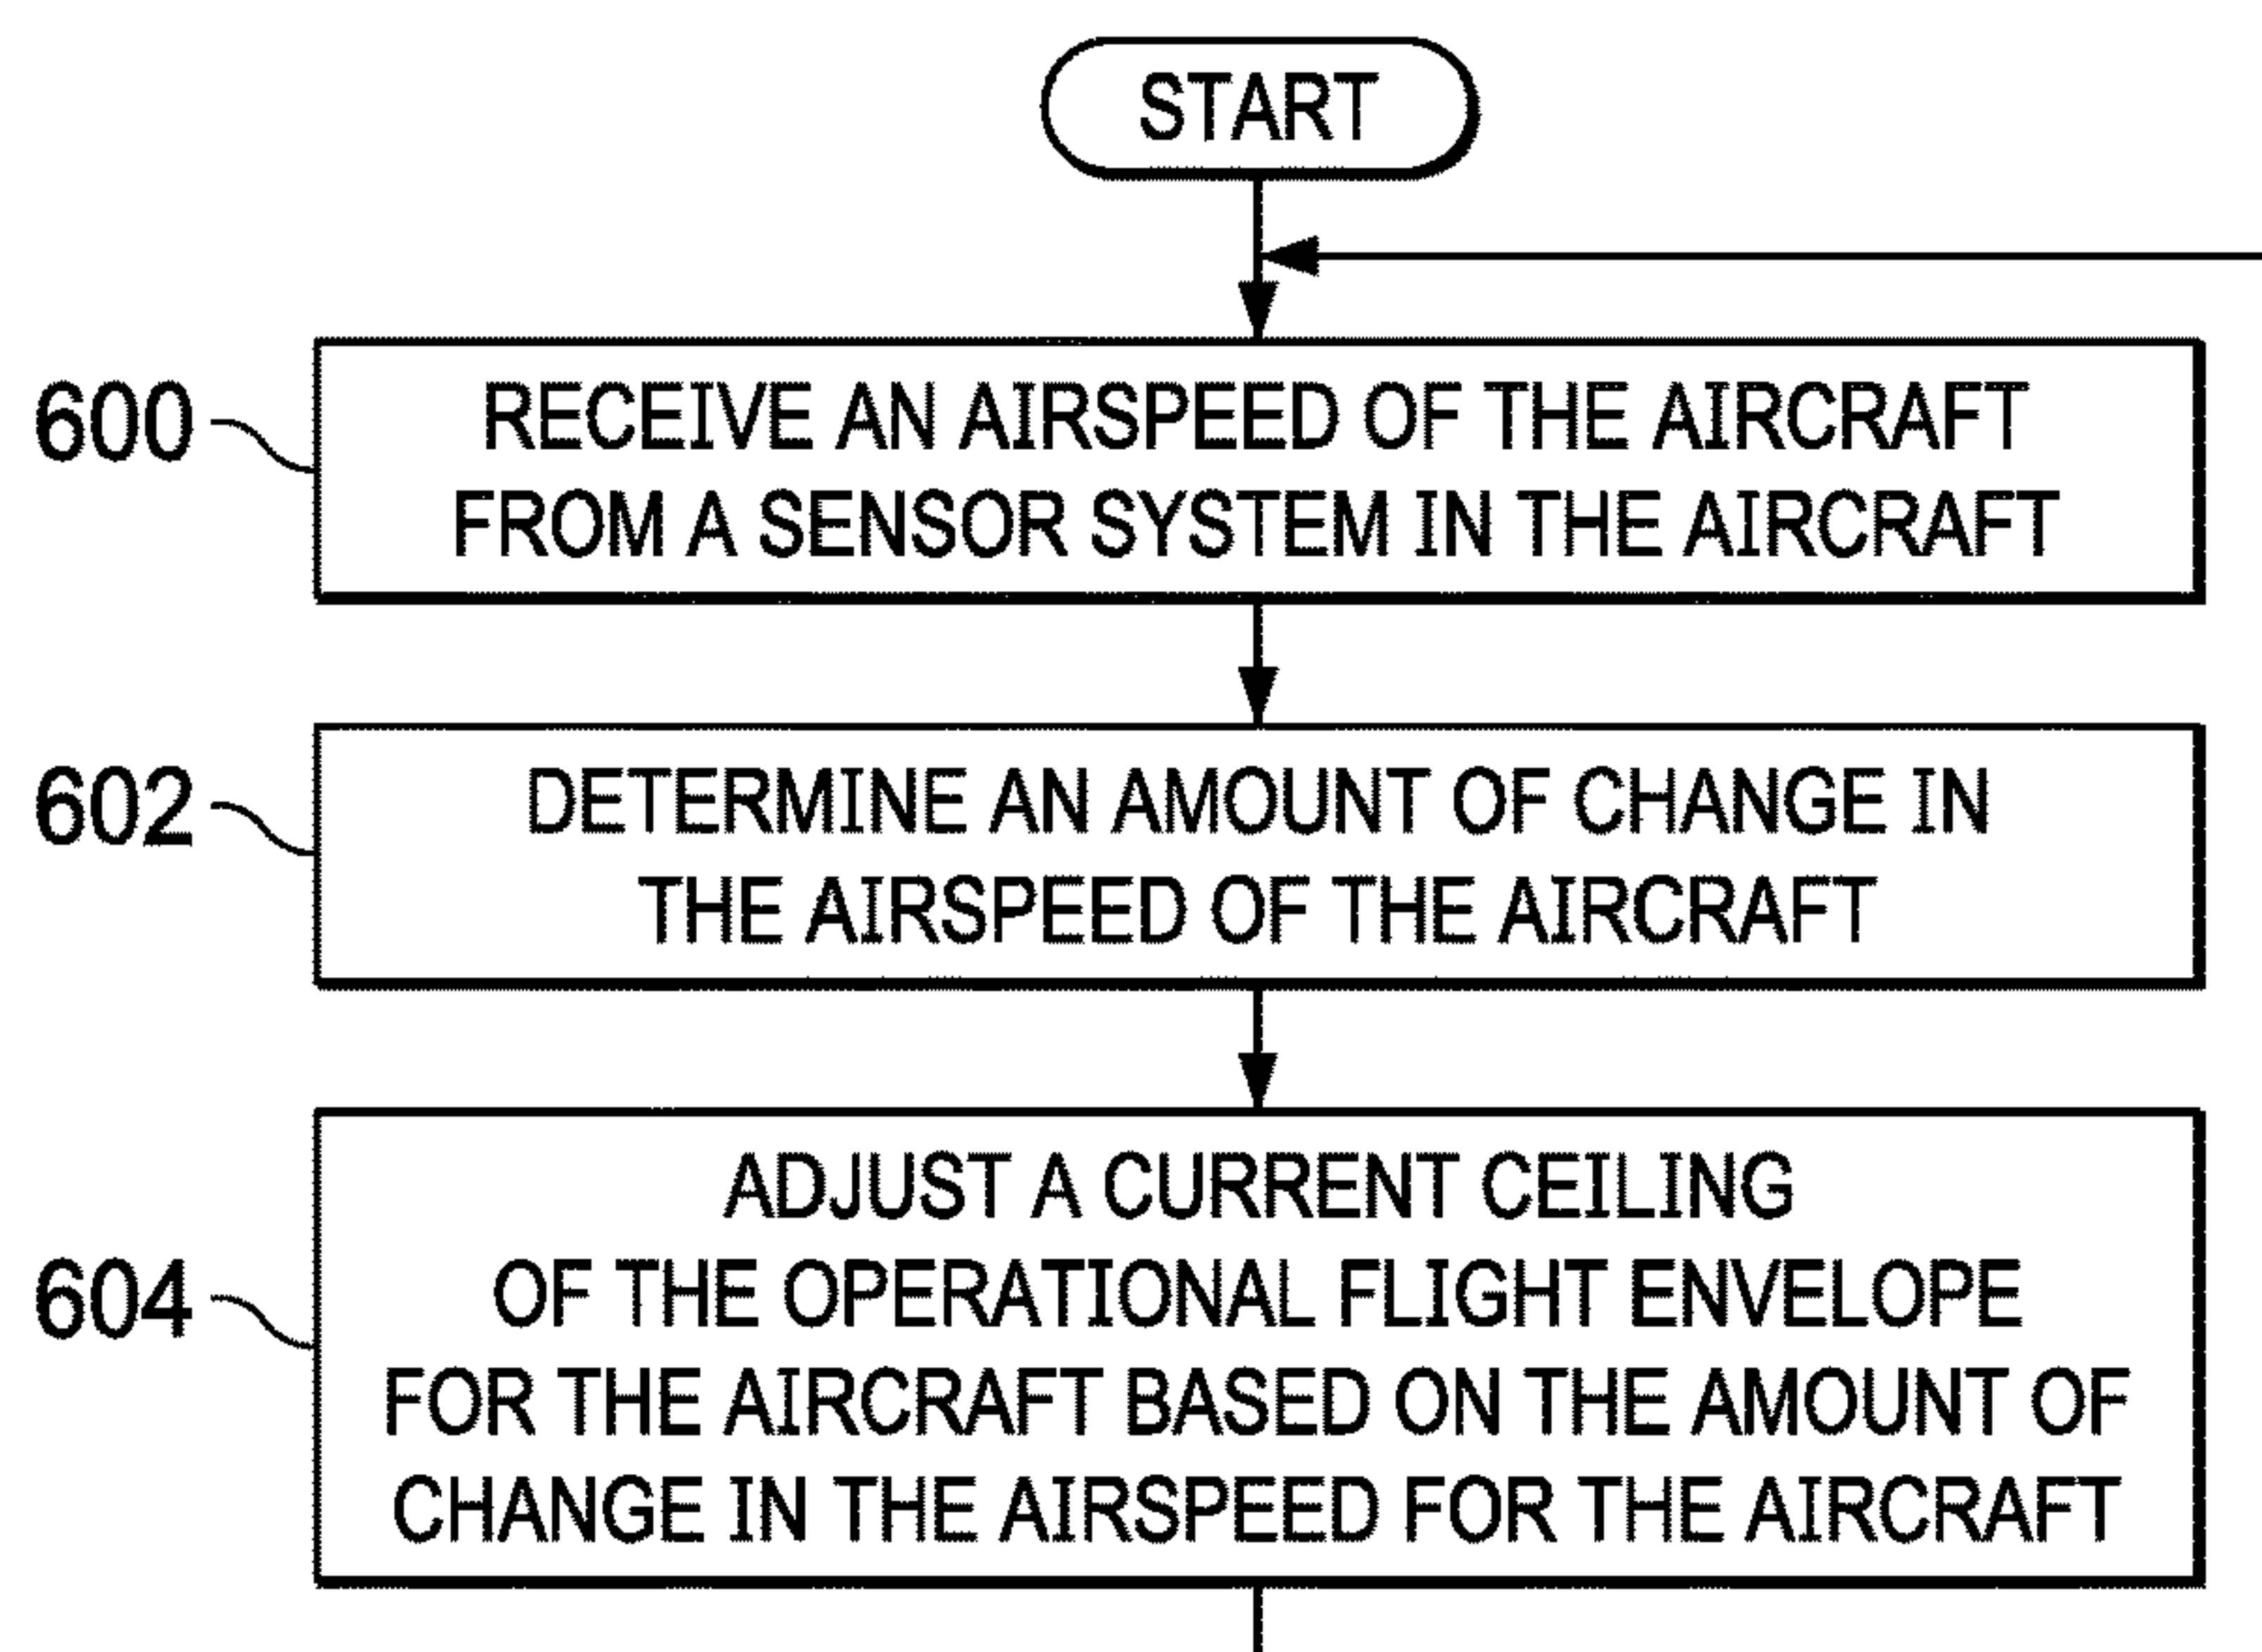 START
600
RECEIVE AN AIRSPEED OF THE AIRCRAFT
FROM A SENSOR SYSTEM IN THE AIRCRAFT
602
DETERMINE AN AMOUNT OF CHANGE IN
THE AIRSPEED OF THE AIRCRAFT
604
ADJUST A CURRENT CEILING
OF THE OPERATIONAL FLIGHT ENVELOPE
FOR THE AIRCRAFT BASED ON THE AMOUNT OF
CHANGE IN THE AIRSPEED FOR THE AIRCRAFT